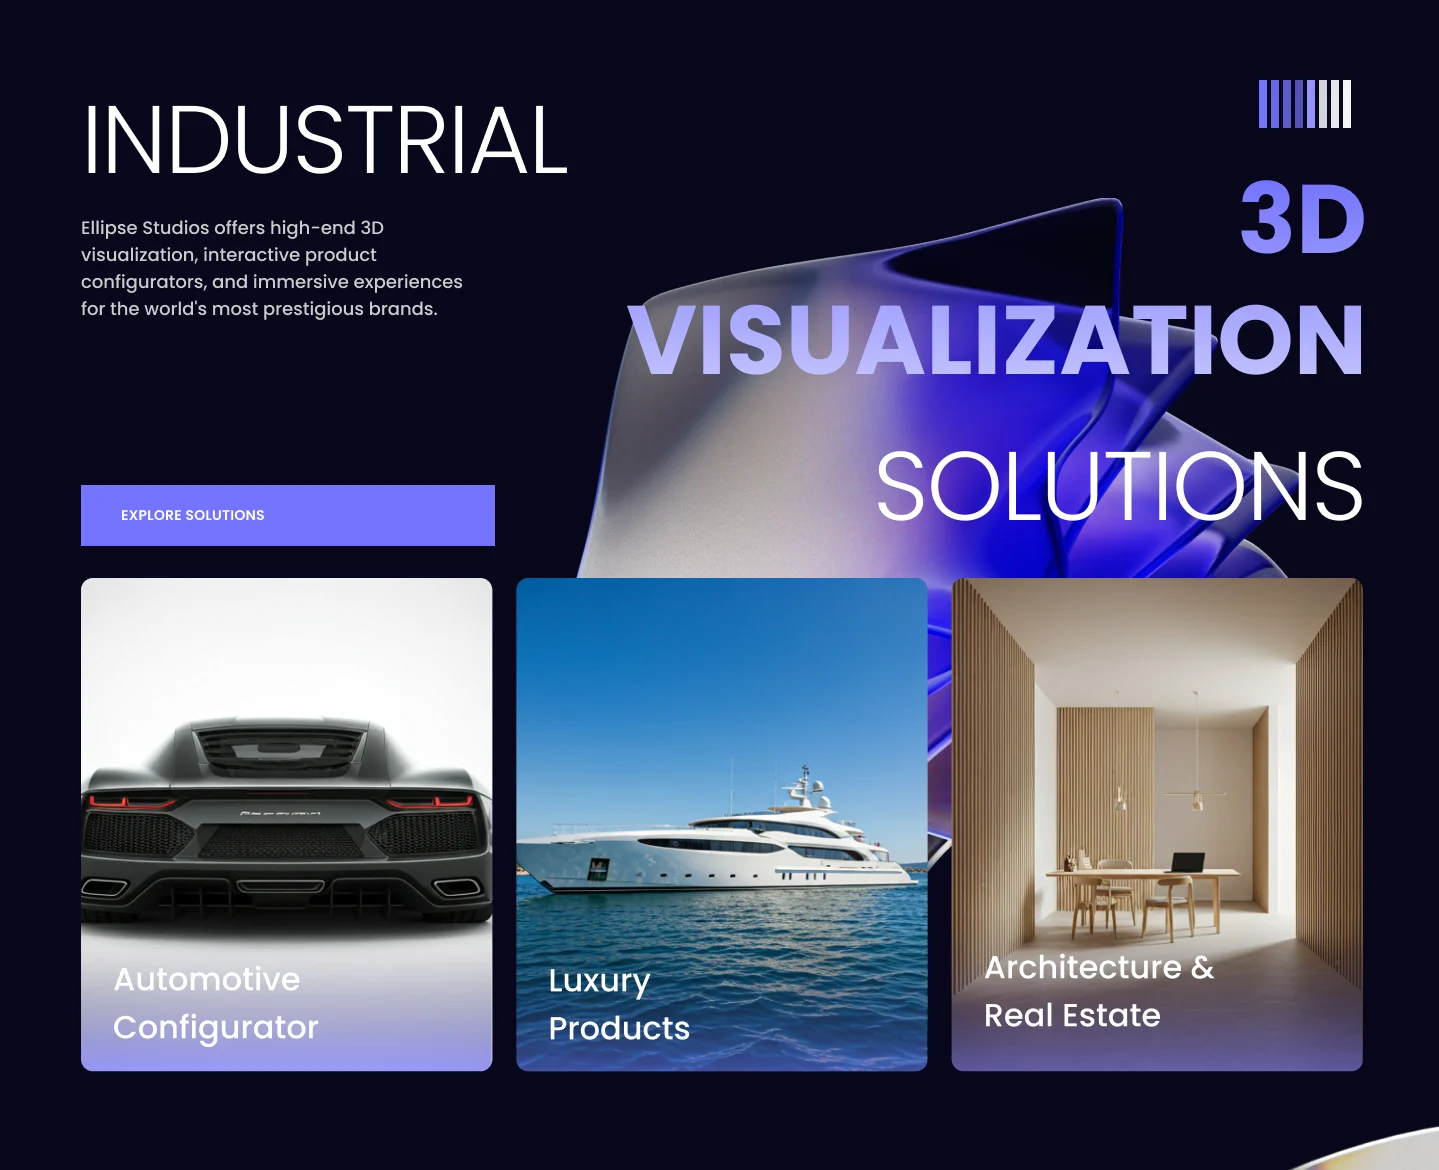 INDUSTRIAL
3D
VISUALIZATION
SOLUTIONS
Ellipse Studios offers high-end 3D
visualization, interactive product
configurators, and immersive experiences
for the world's most prestigious brands.
EXPLORE SOLUTIONS
Automotive
Configurator
Luxury
Products
Architecture &
Real Estate